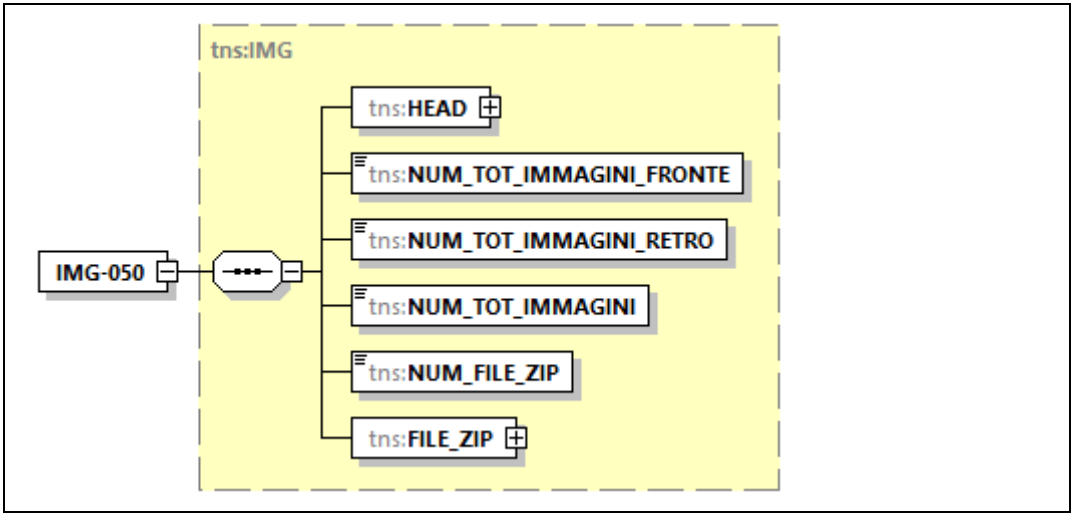 tns:IMG
tns:HEAD
tns:NUM_TOT_IMMAGINI_FRONTE
tns:NUM_TOT_IMMAGINI_RETRO
IMG-050
tns:NUM_TOT_IMMAGINI
tns:NUM_FILE_ZIP
tns:FILE_ZIP